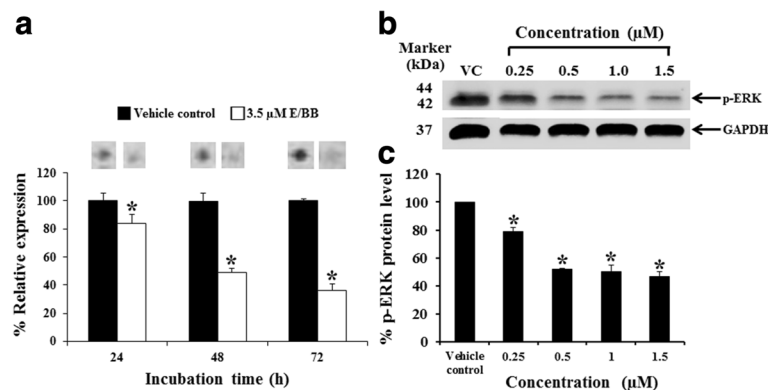 a
Vehicle control 3.5 µM E/BB
120
100
80
60
40
20
0
* * *
24 48 72
Incubation time (h)
% Relative expression
b
Concentration (µM)
Marker
(kDa)
VC 0.25 0.5 1.0 1.5
44
42
p-ERK
37
GAPDH
c
120
100
80
60
40
20
0
* * * *
Vehicle
control
0.25 0.5 1 1.5
Concentration (µM)
% p-ERK protein level